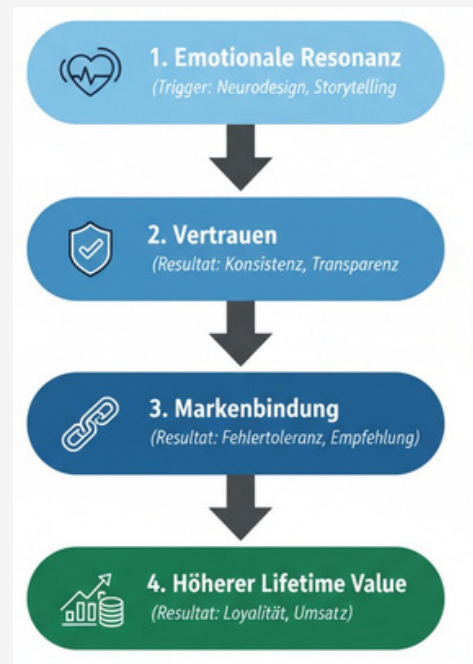 1. Emotionale Resonanz
(Trigger: Neurodesign, Storytelling
2. Vertrauen
(Resultat: Konsistenz, Transparenz
3. Markenbindung
(Resultat: Fehlertoleranz, Empfehlung)
4. Höherer Lifetime Value
(Resultat: Loyalität, Umsatz)